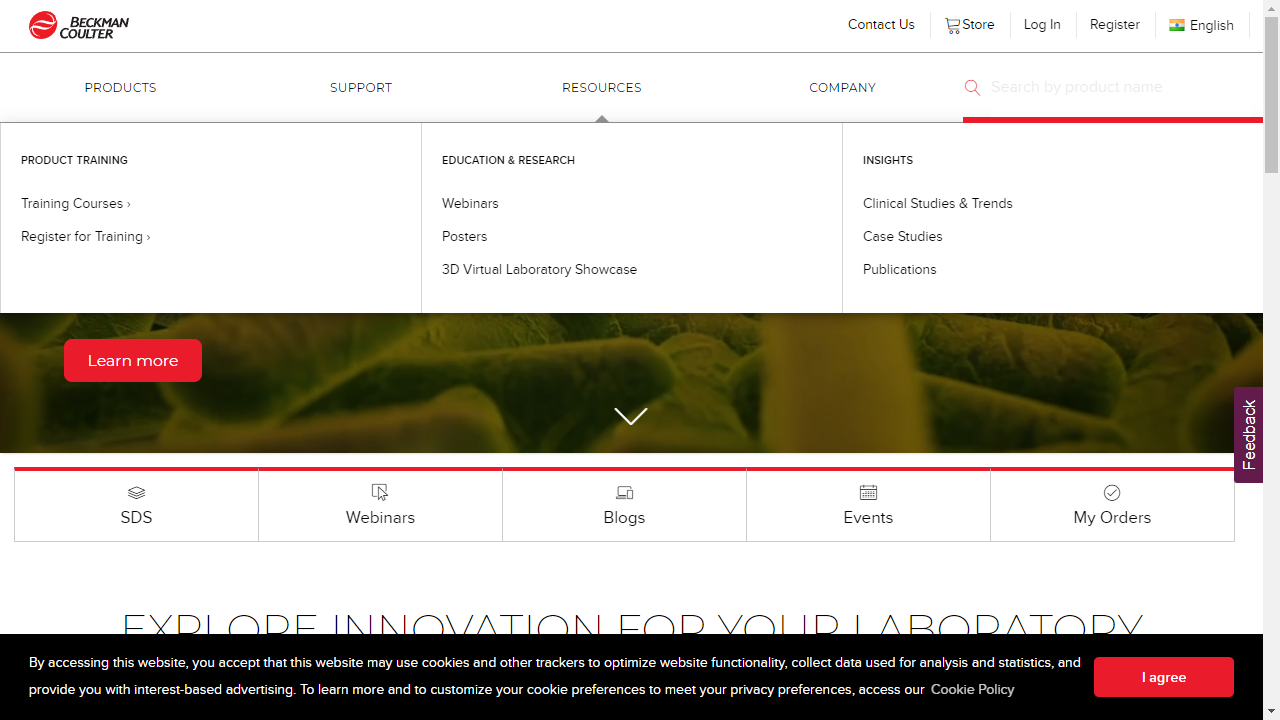 BECKMAN
COULTER
Contact Us
Store
Log In
Register
English
PRODUCTS
SUPPORT
RESOURCES
COMPANY
Search by product name
PRODUCT TRAINING
Training Courses ›
Register for Training ›
EDUCATION & RESEARCH
Webinars
Posters
3D Virtual Laboratory Showcase
INSIGHTS
Clinical Studies & Trends
Case Studies
Publications
Learn more
Feedback
SDS
Webinars
Blogs
Events
My Orders
EXPLORE INNOVATION FOR YOUR LABORATORY
By accessing this website, you accept that this website may use cookies and other trackers to optimize website functionality, collect data used for analysis and statistics, and
provide you with interest-based advertising. To learn more and to customize your cookie preferences to meet your privacy preferences, access our Cookie Policy
I agree